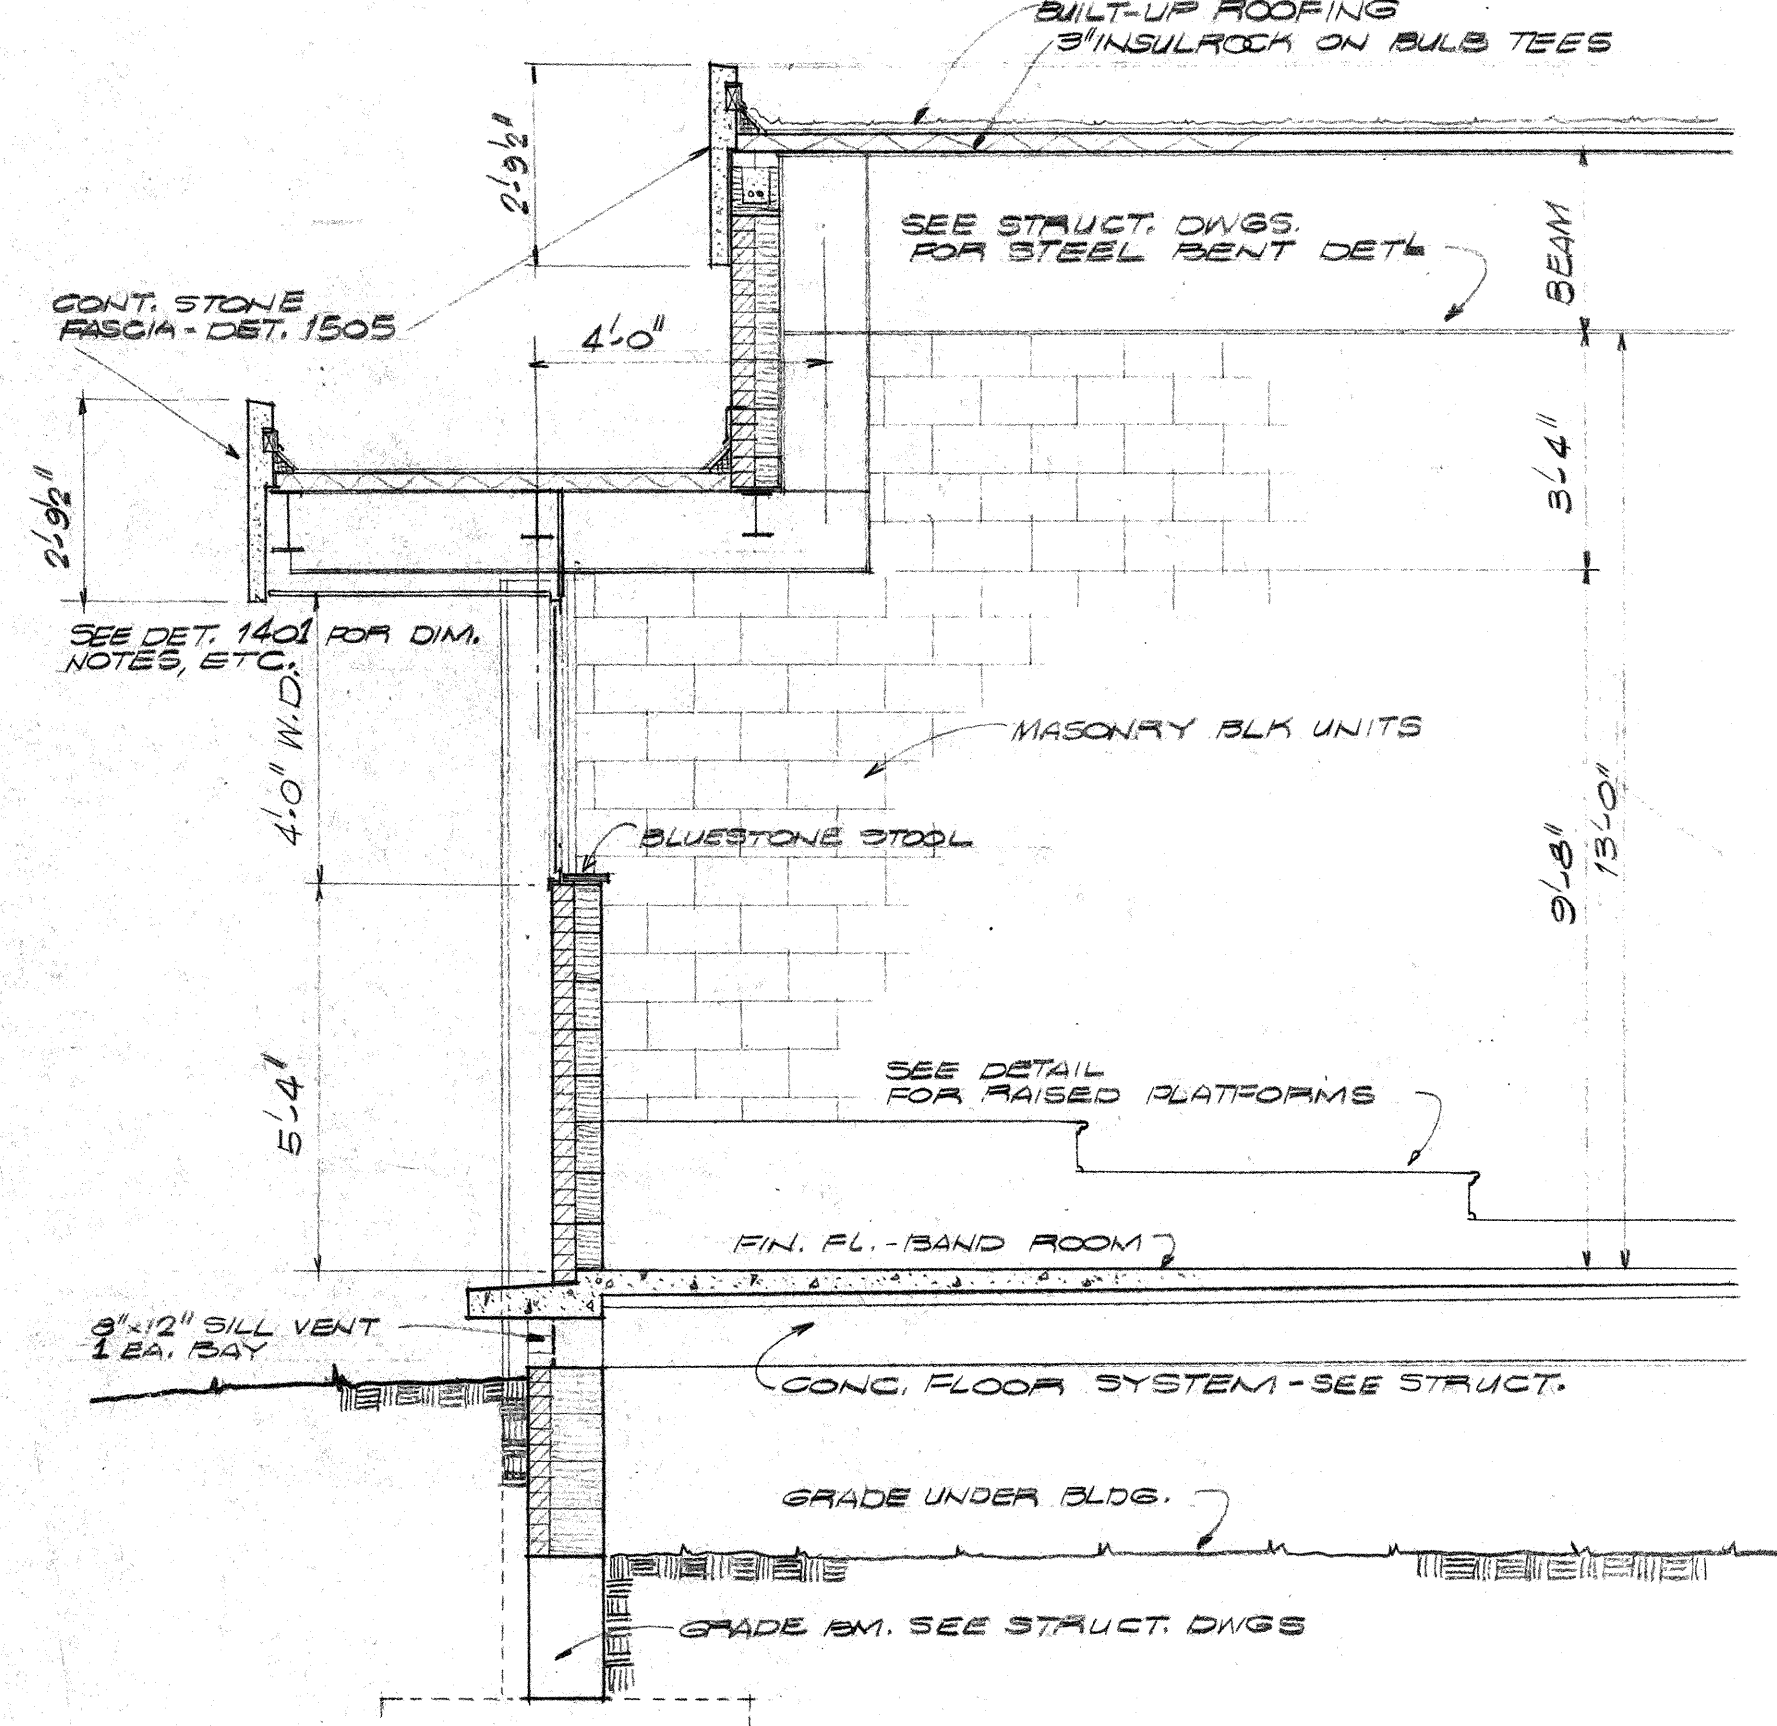 BUILT-UP ROOFING
3" INSULROCK ON BULB TEES
2'-9½"
SEE STRUCT. DWGS.
FOR STEEL BENT DET'L
BEAM
CONT. STONE
FASCIA - DET. 1505
4'-0"
3'-4"
2'-9½"
SEE DET. 1401 FOR DIM.
NOTES, ETC.
4'-0" W.D.
MASONRY BLK UNITS
BLUESTONE STOOL
9'-8"
13'-0"
5'-4"
SEE DETAIL
FOR RAISED PLATFORMS
FIN. FL. - BAND ROOM
8"x12" SILL VENT
1 EA. BAY
CONC. FLOOR SYSTEM - SEE STRUCT.
GRADE UNDER BLDG.
GRADE BM. SEE STRUCT. DWGS